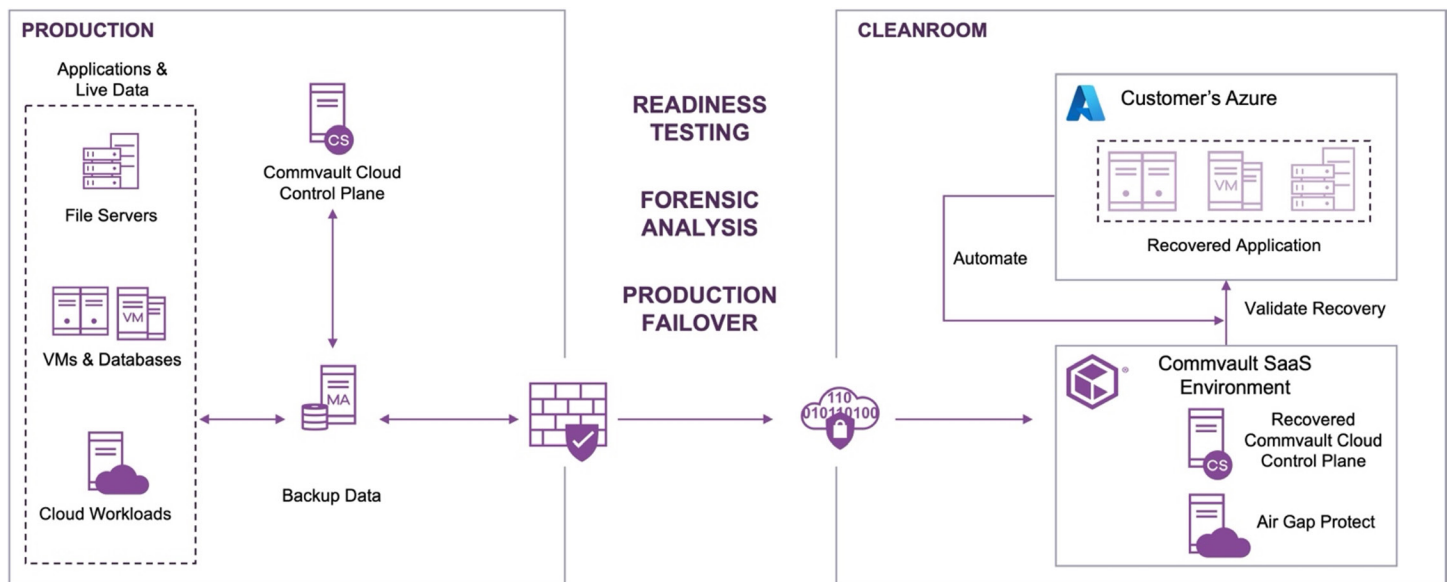 PRODUCTION
Applications &
Live Data
File Servers
VM
VMs & Databases
Cloud Workloads
CS
Commvault Cloud
Control Plane
MA
Backup Data
READINESS
TESTING
FORENSIC
ANALYSIS
PRODUCTION
FAILOVER
110
010110100
CLEANROOM
Customer's Azure
VM
Recovered Application
Automate
Validate Recovery
®
Commvault SaaS
Environment
CS
Recovered
Commvault Cloud
Control Plane
Air Gap Protect